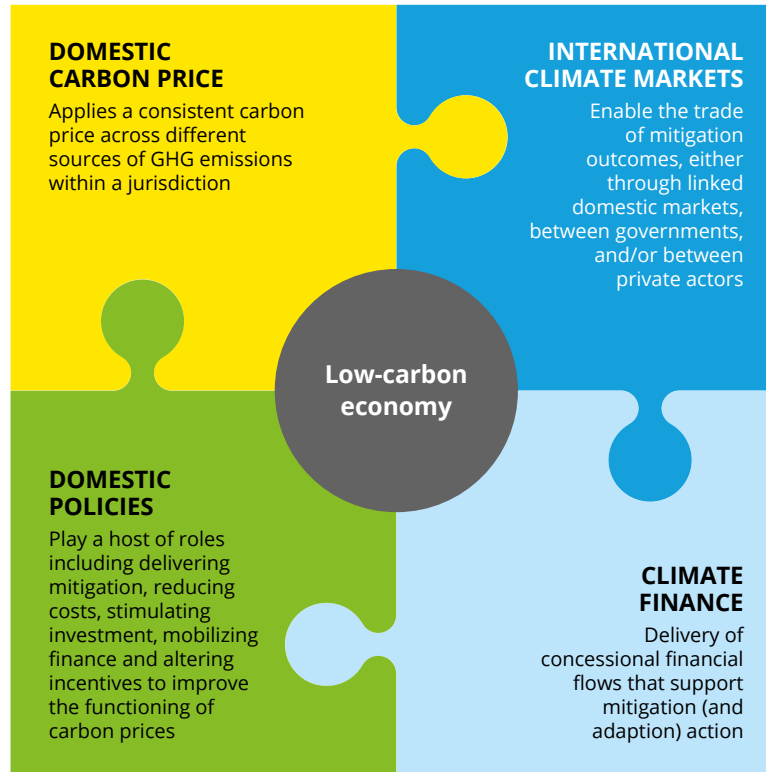 DOMESTIC
CARBON PRICE
Applies a consistent carbon
price across different
sources of GHG emissions
within a jurisdiction
INTERNATIONAL
CLIMATE MARKETS
Enable the trade
of mitigation
outcomes, either
through linked
domestic markets,
between governments,
and/or between
private actors
Low-carbon
economy
DOMESTIC
POLICIES
Play a host of roles
including delivering
mitigation, reducing
costs, stimulating
investment, mobilizing
finance and altering
incentives to improve
the functioning of
carbon prices
CLIMATE
FINANCE
Delivery of
concessional financial
flows that support
mitigation (and
adaption) action